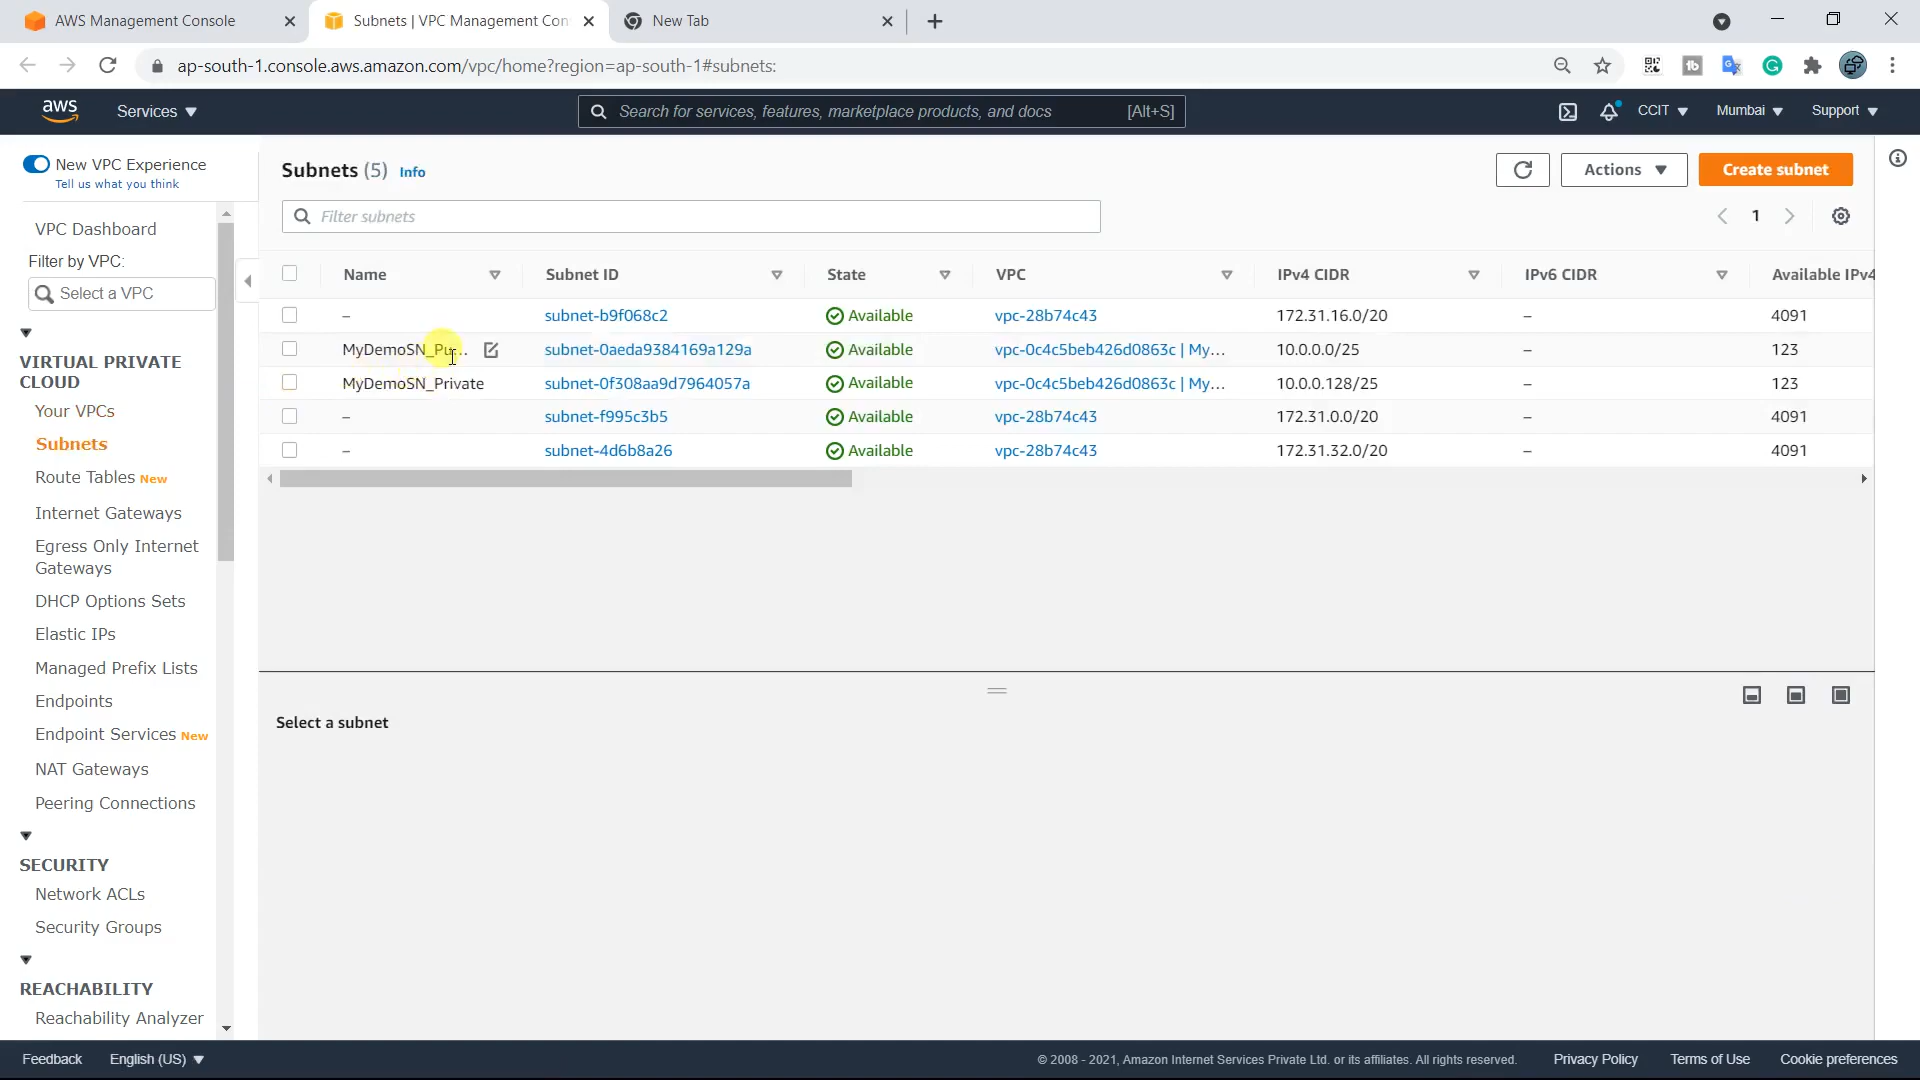 AWS Management Console
Subnets | VPC Management Con
New Tab
ap-south-1.console.aws.amazon.com/vpc/home?region=ap-south-1#subnets:
aws
Services
Search for services, features, marketplace products, and docs
[Alt+S]
CCIT
Mumbai
Support
New VPC Experience
Tell us what you think
VPC Dashboard
Filter by VPC:
Select a VPC
VIRTUAL PRIVATE
CLOUD
Your VPCs
Subnets
Route Tables New
Internet Gateways
Egress Only Internet
Gateways
DHCP Options Sets
Elastic IPs
Managed Prefix Lists
Endpoints
Endpoint Services New
NAT Gateways
Peering Connections
SECURITY
Network ACLs
Security Groups
REACHABILITY
Reachability Analyzer
Subnets (5) Info
Actions
Create subnet
Filter subnets
1
Name Subnet ID State VPC IPv4 CIDR IPv6 CIDR Available IPv4
– subnet-b9f068c2 Available vpc-28b74c43 172.31.16.0/20 – 4091
MyDemoSN_Pu... subnet-0aeda9384169a129a Available vpc-0c4c5beb426d0863c | My... 10.0.0.0/25 – 123
MyDemoSN_Private subnet-0f308aa9d7964057a Available vpc-0c4c5beb426d0863c | My... 10.0.0.128/25 – 123
– subnet-f995c3b5 Available vpc-28b74c43 172.31.0.0/20 – 4091
– subnet-4d6b8a26 Available vpc-28b74c43 172.31.32.0/20 – 4091
Select a subnet
Feedback
English (US)
© 2008 - 2021, Amazon Internet Services Private Ltd. or its affiliates. All rights reserved.
Privacy Policy
Terms of Use
Cookie preferences